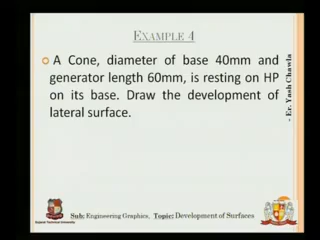 EXAMPLE 4
A Cone, diameter of base 40mm and
generator length 60mm, is resting on HP
on its base. Draw the development of
lateral surface.
- Er. Yash Chawla
Gujarat Technological University
Sub: Engineering Graphics, Topic: Development of Surfaces